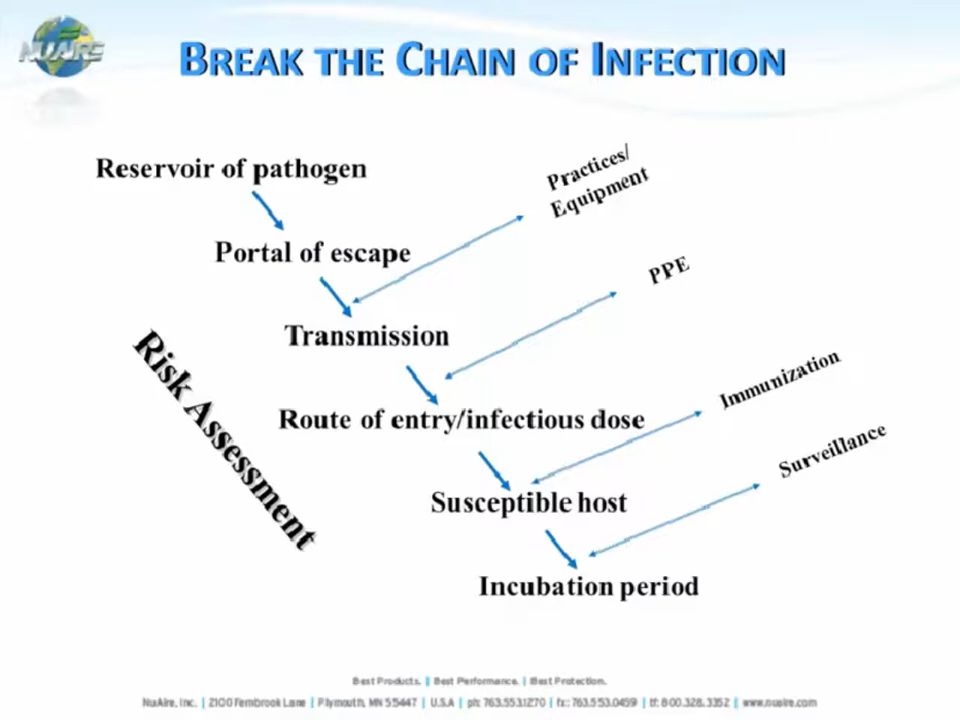 NUAIRE
BREAK THE CHAIN OF INFECTION
Reservoir of pathogen
Practices/
Equipment
Portal of escape
PPE
Transmission
Risk Assessment
Immunization
Route of entry/infectious dose
Surveillance
Susceptible host
Incubation period
Best Products. || Best Performance. || Best Protection.
NuAire, Inc. | 2100 Fernbrook Lane | Plymouth, MN 55447 | U.S.A | ph: 763.553.1270 | fx: 763.553.0459 | tf: 800.328.3352 | www.nuaire.com